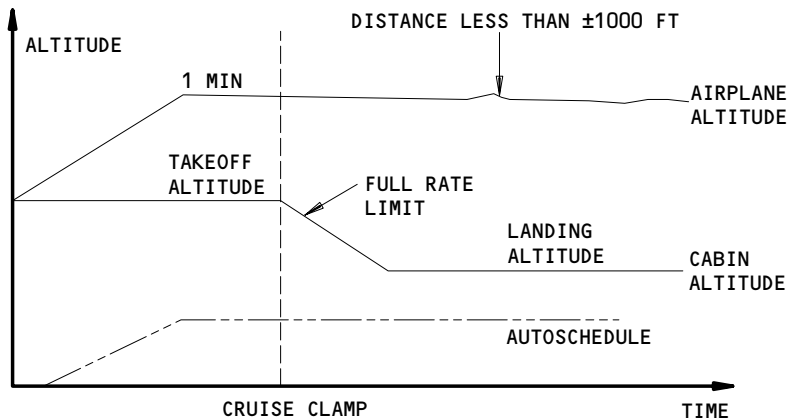 DISTANCE LESS THAN ±1000 FT
ALTITUDE
1 MIN
AIRPLANE
ALTITUDE
TAKEOFF
ALTITUDE
FULL RATE
LIMIT
LANDING
ALTITUDE
CABIN
ALTITUDE
AUTOSCHEDULE
CRUISE CLAMP
TIME